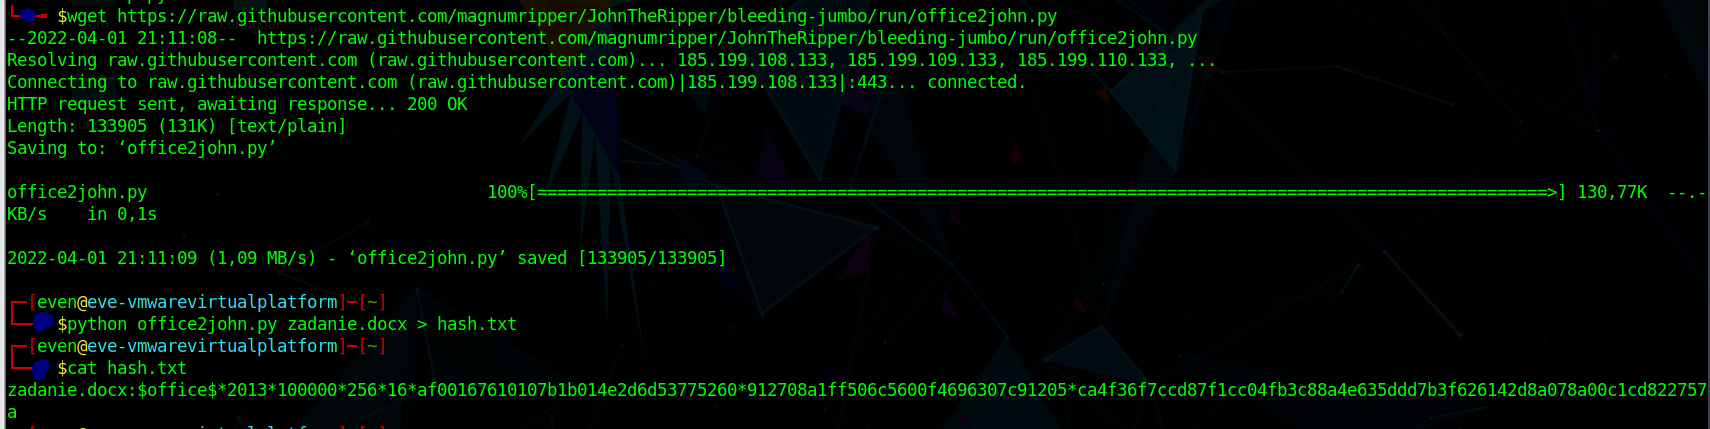 $wget https://raw.githubusercontent.com/magnumripper/JohnTheRipper/bleeding-jumbo/run/office2john.py
--2022-04-01 21:11:08--  https://raw.githubusercontent.com/magnumripper/JohnTheRipper/bleeding-jumbo/run/office2john.py
Resolving raw.githubusercontent.com (raw.githubusercontent.com)... 185.199.108.133, 185.199.109.133, 185.199.110.133, ...
Connecting to raw.githubusercontent.com (raw.githubusercontent.com)|185.199.108.133|:443... connected.
HTTP request sent, awaiting response... 200 OK
Length: 133905 (131K) [text/plain]
Saving to: ‘office2john.py’
office2john.py 100%[=====================================================================================================>] 130,77K  --.-
KB/s    in 0,1s
2022-04-01 21:11:09 (1,09 MB/s) - ‘office2john.py’ saved [133905/133905]
┌─[even@eve-vmwarevirtualplatform]─[~]
$python office2john.py zadanie.docx > hash.txt
┌─[even@eve-vmwarevirtualplatform]─[~]
$cat hash.txt
zadanie.docx:$office$*2013*100000*256*16*af00167610107b1b014e2d6d53775260*912708a1ff506c5600f4696307c91205*ca4f36f7ccd87f1cc04fb3c88a4e635ddd7b3f626142d8a078a00c1cd822757
a